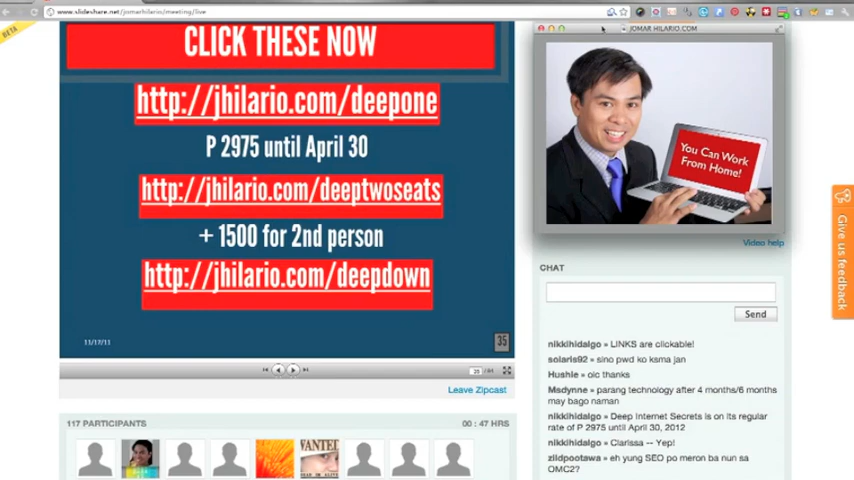 www.slideshare.net/jomarhilario/meeting/live
BETA
CLICK THESE NOW
http://jhilario.com/deepone
P 2975 until April 30
http://jhilario.com/deeptwoseats
+ 1500 for 2nd person
http://jhilario.com/deepdown
11/17/11
35
Leave Zipcast
117 PARTICIPANTS
00 : 47 HRS
WANTED
JOMAR HILARIO.COM
You Can Work
From Home!
Video help
CHAT
Send
nikkihidalgo » LINKS are clickable!
solaris92 » sino pwd ko ksma jan
Hushie » oic thanks
Msdynne » parang technology after 4 months/6 months
may bago naman
nikkihidalgo » Deep Internet Secrets is on its regular
rate of P 2975 until April 30, 2012
nikkihidalgo » Clarissa -- Yep!
ziidpootawa » eh yung SEO po meron ba nun sa
OMC2??
Give us feedback